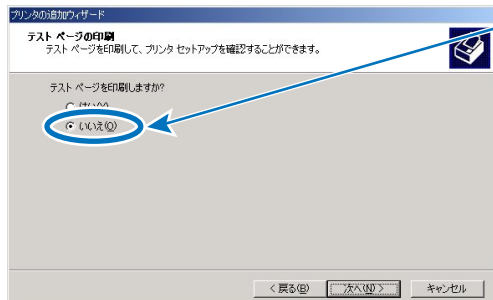 プリンタの追加ウィザード
テスト ページの印刷
テスト ページを印刷して、プリンタ セットアップを確認することができます。
テスト ページを印刷しますか?
いいえ(O)
< 戻る(B)
次へ(N) >
キャンセル